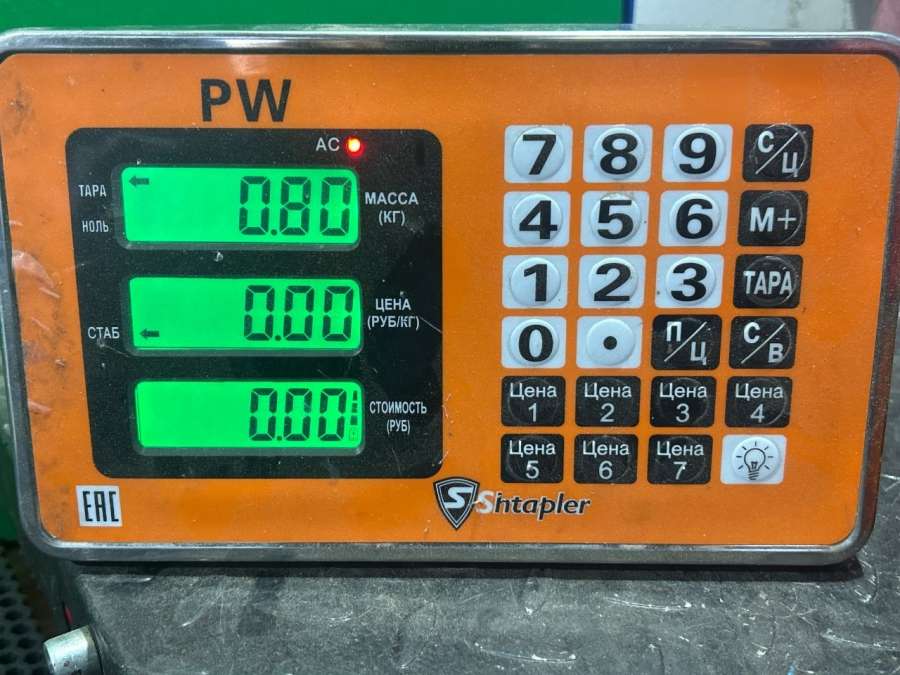 PW
AC
ТАРА
НОЛЬ
0.80
МАССА
(КГ)
СТАБ
0.00
ЦЕНА
(РУБ/КГ)
0.00
СТОИМОСТЬ
(РУБ)
EAC
Shtapler
7 8 9 С/Ц
4 5 6 М+
1 2 3 ТАРА
0 • П/Ц С/В
Цена 1 Цена 2 Цена 3 Цена 4
Цена 5 Цена 6 Цена 7